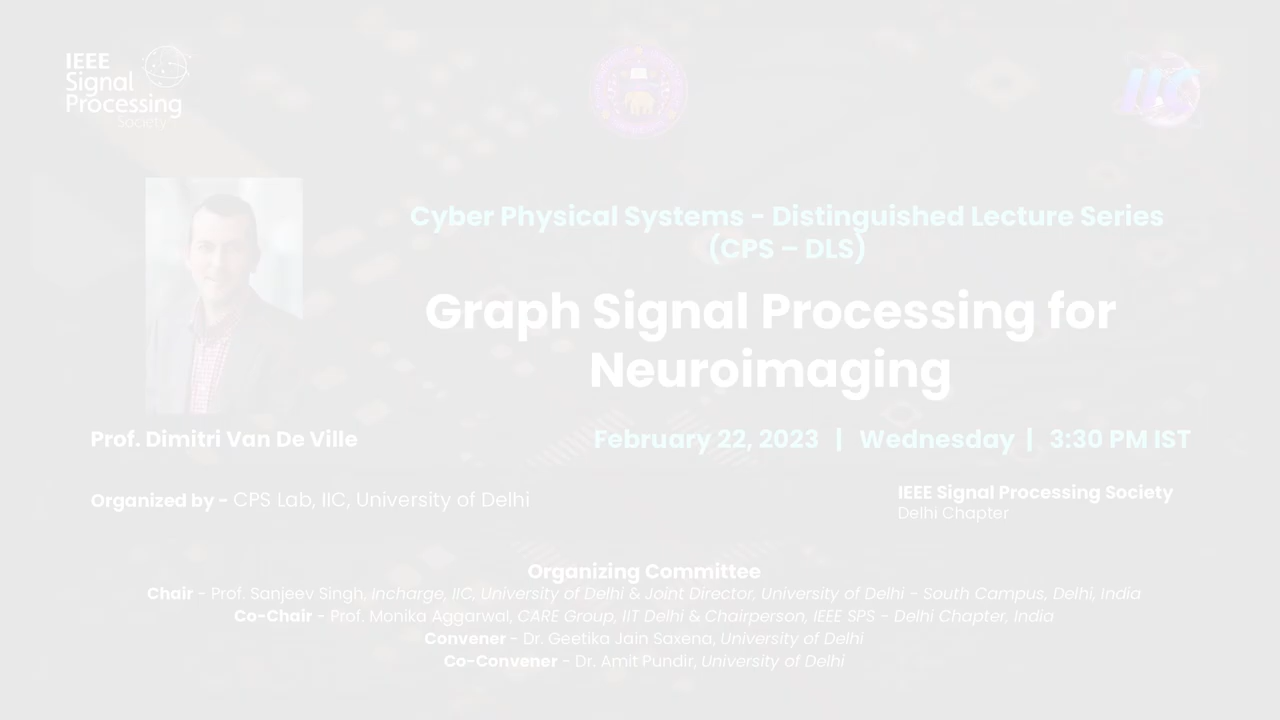 IEEE
Signal
Processing
Society
IIC
Cyber Physical Systems - Distinguished Lecture Series
(CPS – DLS)
Graph Signal Processing for
Neuroimaging
Prof. Dimitri Van De Ville
February 22, 2023 | Wednesday | 3:30 PM IST
Organized by - CPS Lab, IIC, University of Delhi
IEEE Signal Processing Society
Delhi Chapter
Organizing Committee
Chair - Prof. Sanjeev Singh, Incharge, IIC, University of Delhi & Joint Director, University of Delhi - South Campus, Delhi, India
Co-Chair - Prof. Monika Aggarwal, CARE Group, IIT Delhi & Chairperson, IEEE SPS - Delhi Chapter, India
Convener - Dr. Geetika Jain Saxena, University of Delhi
Co-Convener - Dr. Amit Pundir, University of Delhi